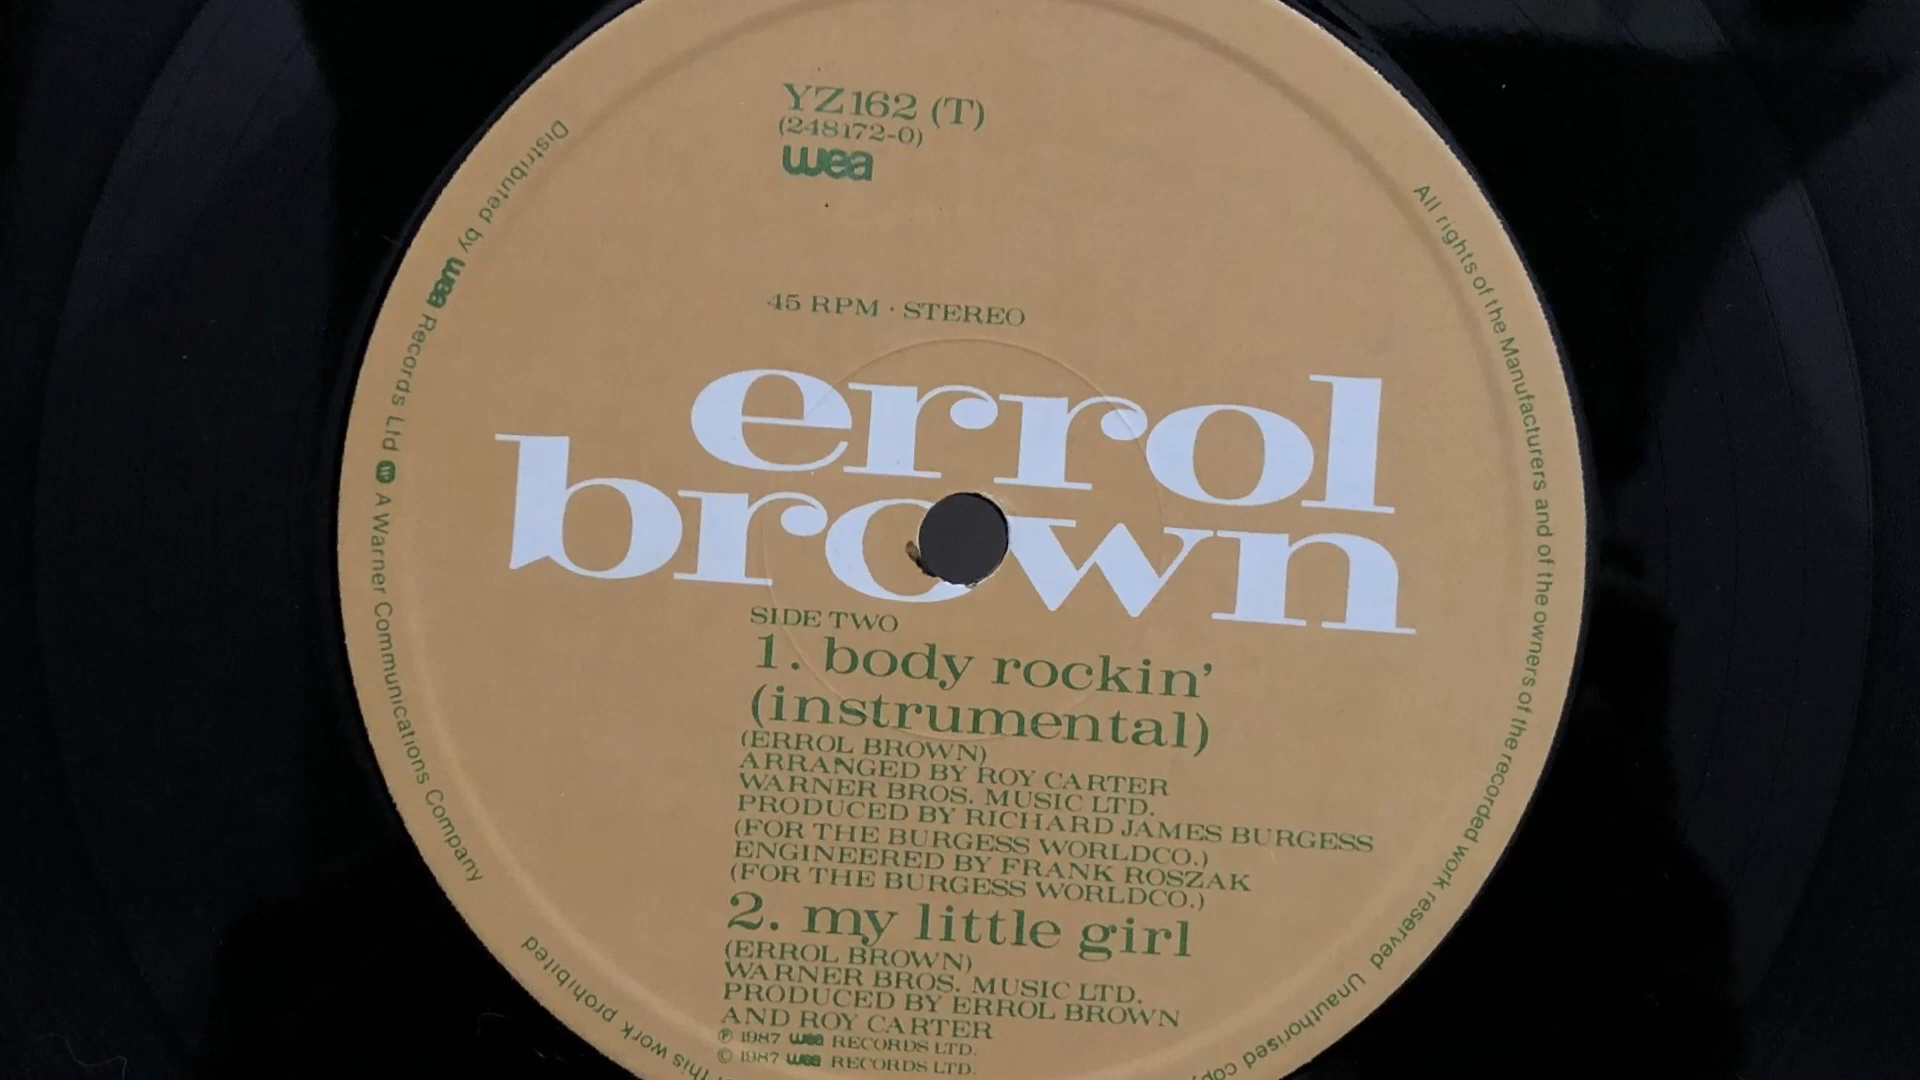 YZ162 (T)
(248172-0)
wea
45 RPM · STEREO
errol
brown
SIDE TWO
1. body rockin'
(instrumental)
(ERROL BROWN)
ARRANGED BY ROY CARTER
WARNER BROS. MUSIC LTD.
PRODUCED BY RICHARD JAMES BURGESS
(FOR THE BURGESS WORLDCO.)
ENGINEERED BY FRANK ROSZAK
(FOR THE BURGESS WORLDCO.)
2. my little girl
(ERROL BROWN)
WARNER BROS. MUSIC LTD.
PRODUCED BY ERROL BROWN
AND ROY CARTER
℗ 1987 wea RECORDS LTD.
© 1987 wea RECORDS LTD.
All rights of the Manufacturers and of the owners of the recorded work reserved Unauthorised
this work prohibited
Distributed by wea Records Ltd A Warner Communications Company